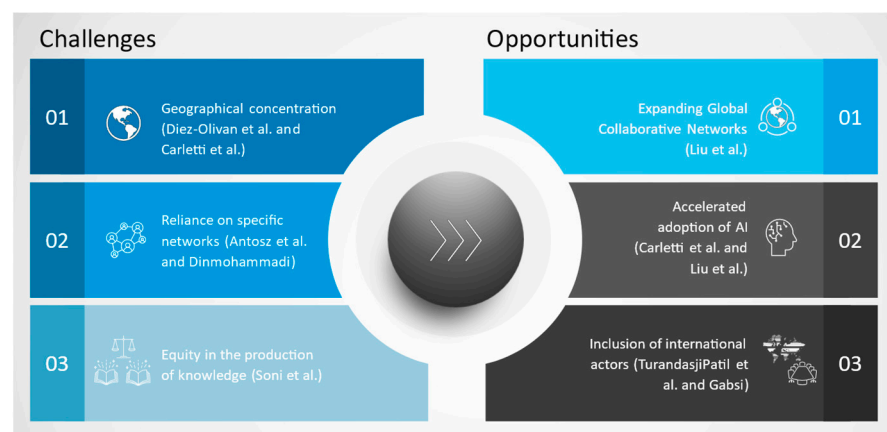 Challenges
01
Geographical concentration
(Diez-Olivan et al. and
Carletti et al.)
02
Reliance on specific
networks (Antosz et al.
and Dinmohammadi)
03
Equity in the production
of knowledge (Soni et al.)
Opportunities
Expanding Global
Collaborative Networks
(Liu et al.)
01
Accelerated
adoption of AI
(Carletti et al. and
Liu et al.)
02
Inclusion of international
actors (TurandasjiPatil et
al. and Gabsi)
03